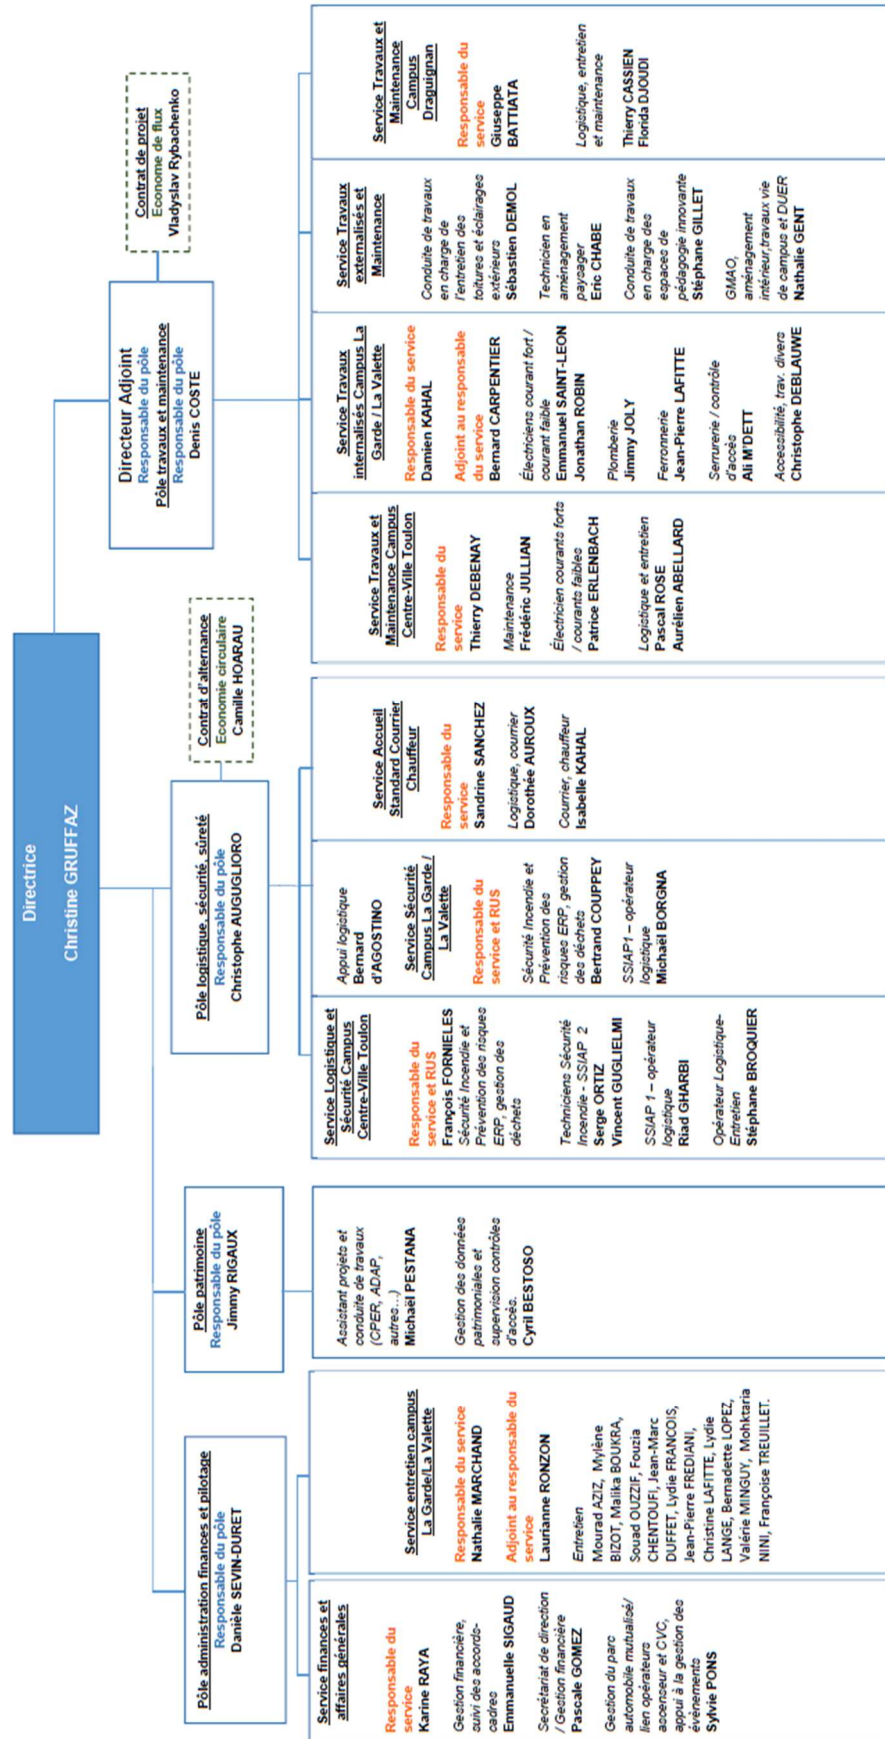 Directrice
Christine GRUFFAZ
Pôle administration finances et pilotage
Responsable du pôle
Danièle SEVIN-DURET
Pôle patrimoine
Responsable du pôle
Jimmy RIGAUX
Pôle logistique, sécurité, sûreté
Responsable du pôle
Christophe AUGUGLIORO
Contrat d'alternance
Economie circulaire
Camille HOARAU
Directeur Adjoint
Responsable du pôle
Pôle travaux et maintenance
Responsable du pôle
Denis COSTE
Contrat de projet
Econome de flux
Vladyslav Rybachenko
Service finances et
affaires générales
Responsable du
service
Karine RAYA
Gestion financière,
suivi des accords-
cadres
Emmanuelle SIGAUD
Secrétariat de direction
/ Gestion financière
Pascale GOMEZ
Gestion du parc
automobile mutualisé/
lien opérateurs
ascenseur et CVC,
appui à la gestion des
évènements
Sylvie PONS
Service entretien campus
La Garde/La Valette
Responsable du service
Nathalie MARCHAND
Adjoint au responsable du
service
Laurianne RONZON
Entretien
Mourad AZIZ, Mylène
BIZOT, Malika BOUKRA,
Souad OUZZIF, Fouzia
CHENTOUFI, Jean-Marc
DUFFET, Lydie FRANCOIS,
Jean-Pierre FREDIANI,
Christine LAFITTE, Lydie
LANGE, Bernadette LOPEZ,
Valérie MINGUY, Mohktaria
NINI, Françoise TREUILLET.
Assistant projets et
conduite de travaux
(CPER, ADAP,
autres...)
Michaël PESTANA
Gestion des données
patrimoniales et
supervision contrôles
d'accès.
Cyril BESTOSO
Service Logistique et
Sécurité Campus
Centre-Ville Toulon
Responsable du
service et RUS
François FORNIELES
Sécurité Incendie et
Prévention des risques
ERP, gestion des
déchets
Techniciens Sécurité
Incendie - SSIAP 2
Serge ORTIZ
Vincent GUGLIELMI
SSIAP 1 – opérateur
logistique
Riad GHARBI
Opérateur Logistique-
Entretien
Stéphane BROQUIER
Appui logistique
Bernard
d'AGOSTINO
Service Sécurité
Campus La Garde /
La Valette
Responsable du
service et RUS
Sécurité Incendie et
Prévention des
risques ERP, gestion
des déchets
Bertrand COUPPEY
SSIAP1 – opérateur
logistique
Michaël BORGNA
Service Accueil
Standard Courrier
Chauffeur
Responsable du
service
Sandrine SANCHEZ
Logistique, courrier
Dorothée AUROUX
Courrier, chauffeur
Isabelle KAHAL
Service Travaux et
Maintenance Campus
Centre-Ville Toulon
Responsable du
service
Thierry DEBENAY
Maintenance
Frédéric JULLIAN
Électricien courants forts
/ courants faibles
Patrice ERLENBACH
Logistique et entretien
Pascal ROSE
Aurélien ABELLARD
Service Travaux
internalisés Campus La
Garde / La Valette
Responsable du service
Damien KAHAL
Adjoint au responsable
du service
Bernard CARPENTIER
Électriciens courant fort /
courant faible
Emmanuel SAINT-LEON
Jonathan ROBIN
Plomberie
Jimmy JOLY
Ferronnerie
Jean-Pierre LAFITTE
Serrurerie / contrôle
d'accès
Ali M'DETT
Accessibilité, trav. divers
Christophe DEBLAUWE
Service Travaux
externalisés et
Maintenance
Conduite de travaux
en charge de
l'entretien des
toitures et éclairages
extérieurs
Sébastien DEMOL
Technicien en
aménagement
paysager
Eric CHABE
Conduite de travaux
en charge des
espaces de
pédagogie innovante
Stéphane GILLET
GMAO,
aménagement
intérieur,travaux vie
de campus et DUER
Nathalie GENT
Service Travaux et
Maintenance
Campus
Draguignan
Responsable du
service
Giuseppe
BATTIATA
Logistique, entretien
et maintenance
Thierry CASSIEN
Florida DJOUDI